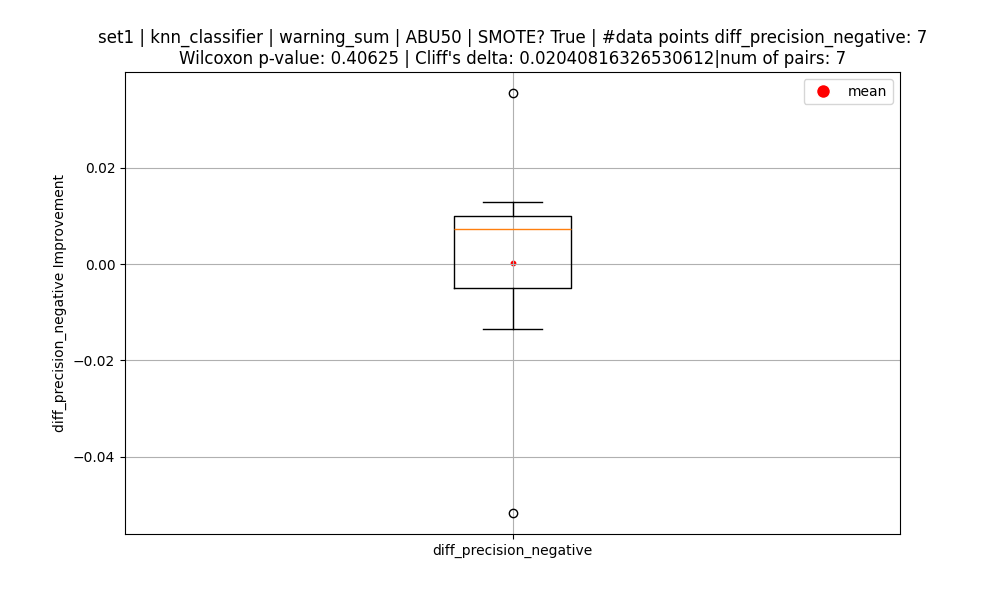 set1 | knn_classifier | warning_sum | ABU50 | SMOTE? True | #data points diff_precision_negative: 7
Wilcoxon p-value: 0.40625 | Cliff's delta: 0.02040816326530612|num of pairs: 7
mean
0.02
0.00
−0.02
−0.04
diff_precision_negative Improvement
diff_precision_negative